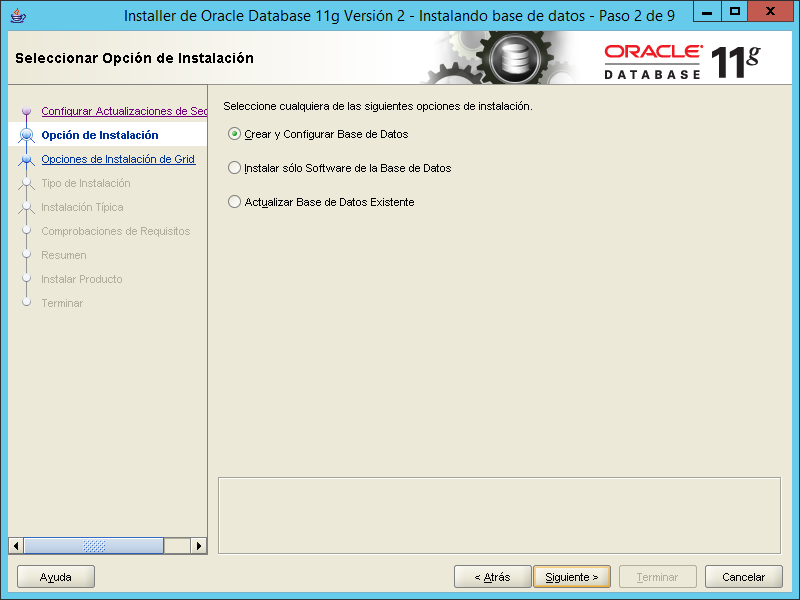 Installer de Oracle Database 11g Versión 2 - Instalando base de datos - Paso 2 de 9
Seleccionar Opción de Instalación
ORACLE
DATABASE 11g
Configurar Actualizaciones de Sec
Opción de Instalación
Opciones de Instalación de Grid
Tipo de Instalación
Instalación Típica
Comprobaciones de Requisitos
Resumen
Instalar Producto
Terminar
Seleccione cualquiera de las siguientes opciones de instalación.
Crear y Configurar Base de Datos
Instalar sólo Software de la Base de Datos
Actualizar Base de Datos Existente
Ayuda
< Atrás
Siguiente >
Terminar
Cancelar